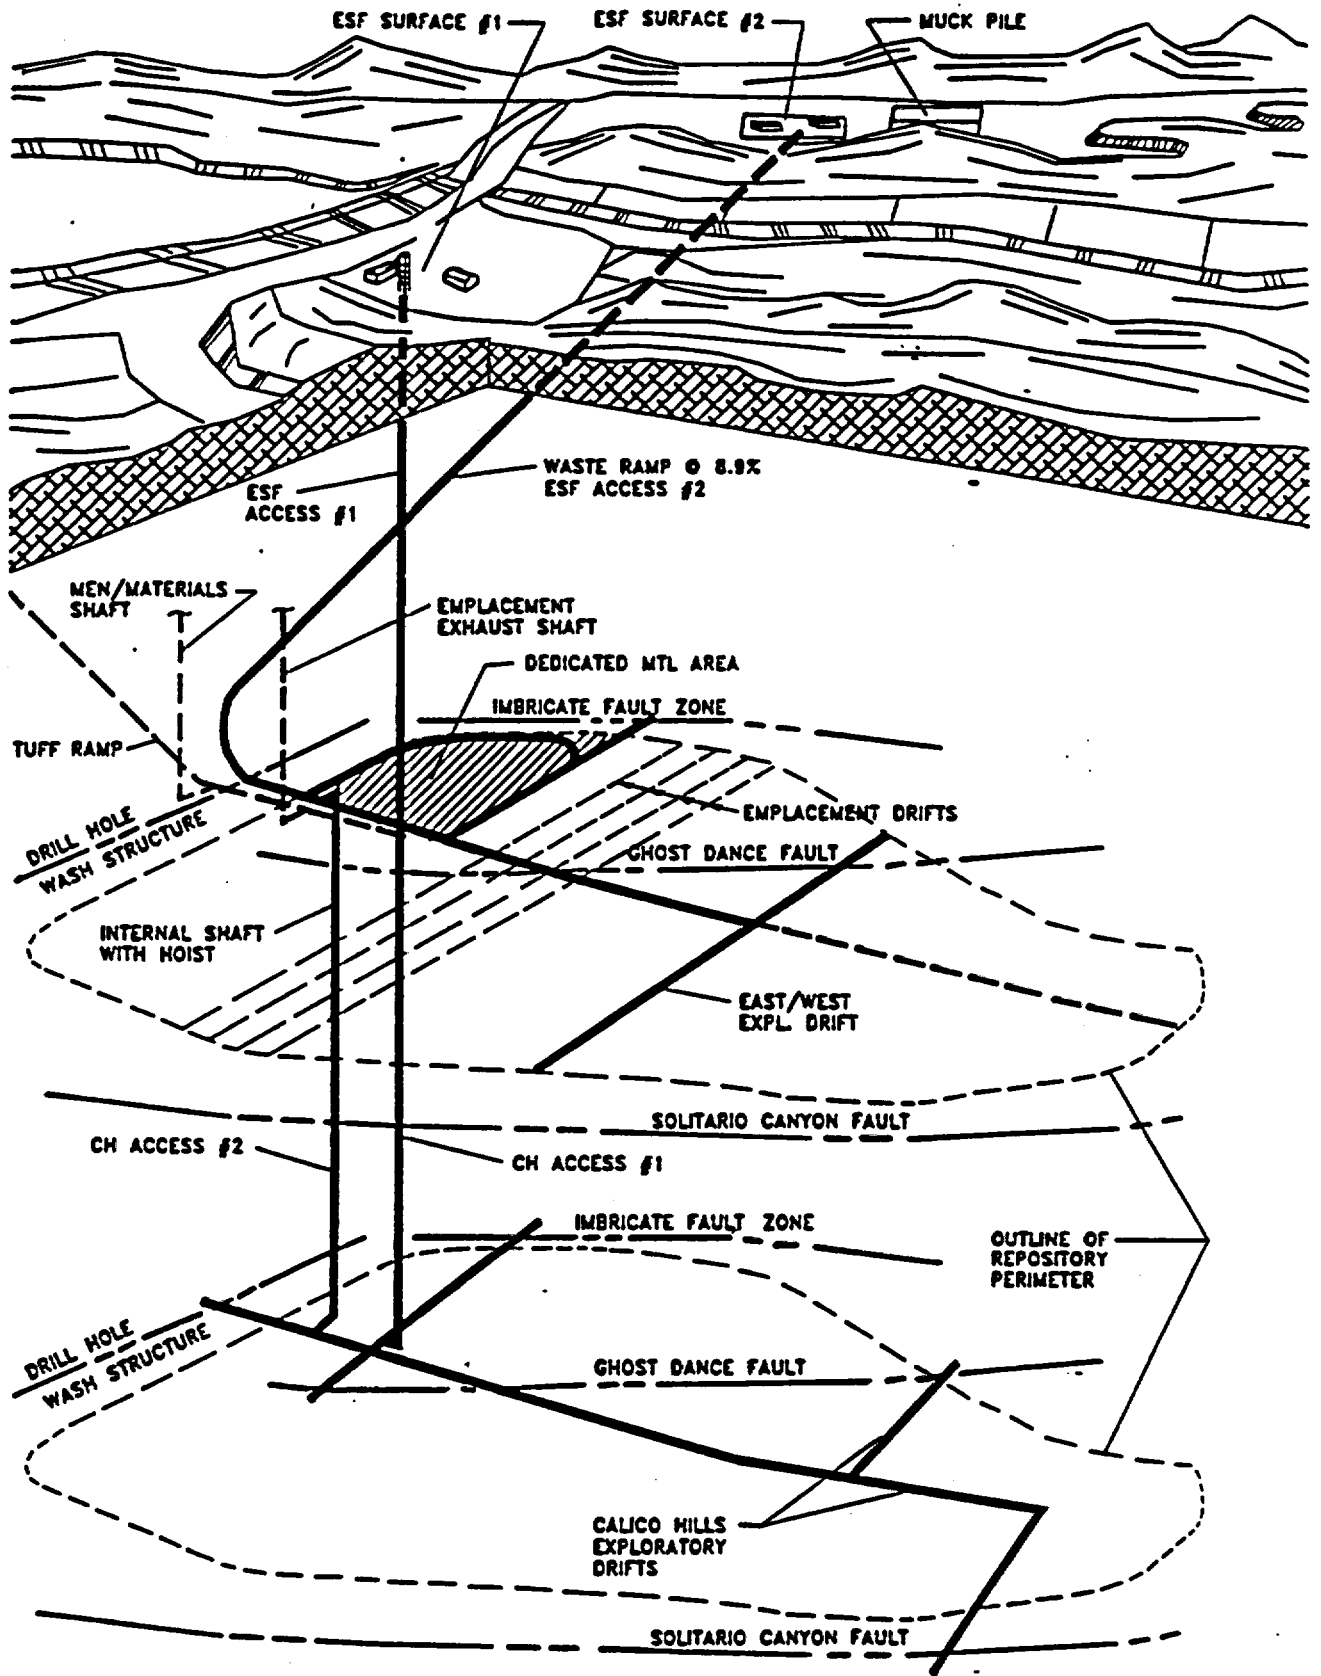 ESF SURFACE #1
ESF SURFACE #2
MUCK PILE
WASTE RAMP @ 8.9%
ESF ACCESS #2
ESF
ACCESS #1
MEN/MATERIALS
SHAFT
EMPLACEMENT
EXHAUST SHAFT
DEDICATED MTL AREA
IMBRICATE FAULT ZONE
TUFF RAMP
EMPLACEMENT DRIFTS
DRILL HOLE
WASH STRUCTURE
GHOST DANCE FAULT
INTERNAL SHAFT
WITH HOIST
EAST/WEST
EXPL. DRIFT
SOLITARIO CANYON FAULT
CH ACCESS #2
CH ACCESS #1
IMBRICATE FAULT ZONE
OUTLINE OF
REPOSITORY
PERIMETER
DRILL HOLE
WASH STRUCTURE
GHOST DANCE FAULT
CALICO HILLS
EXPLORATORY
DRIFTS
SOLITARIO CANYON FAULT